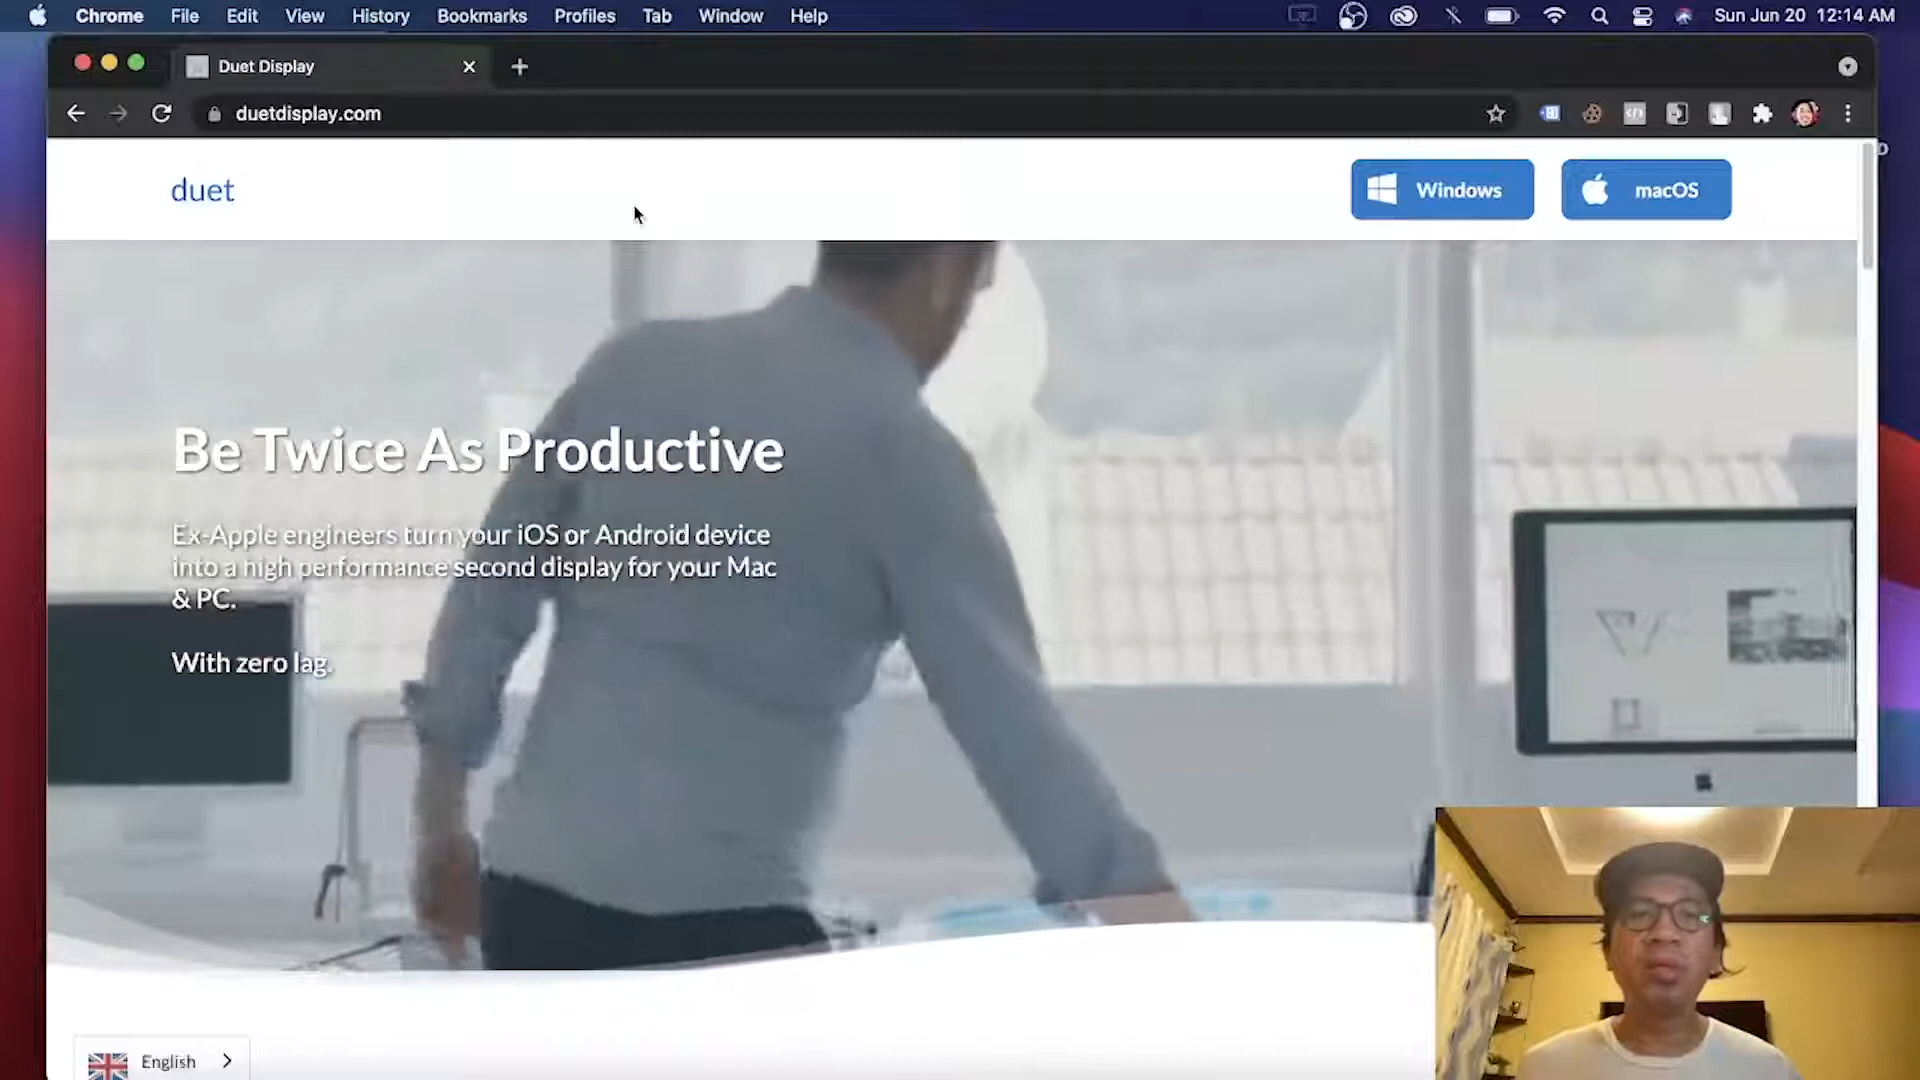 Chrome File Edit View History Bookmarks Profiles Tab Window Help Sun Jun 20 12:14 AM
Duet Display
duetdisplay.com
duet
Windows
macOS
Be Twice As Productive
Ex-Apple engineers turn your iOS or Android device
into a high performance second display for your Mac
& PC.
With zero lag.
English